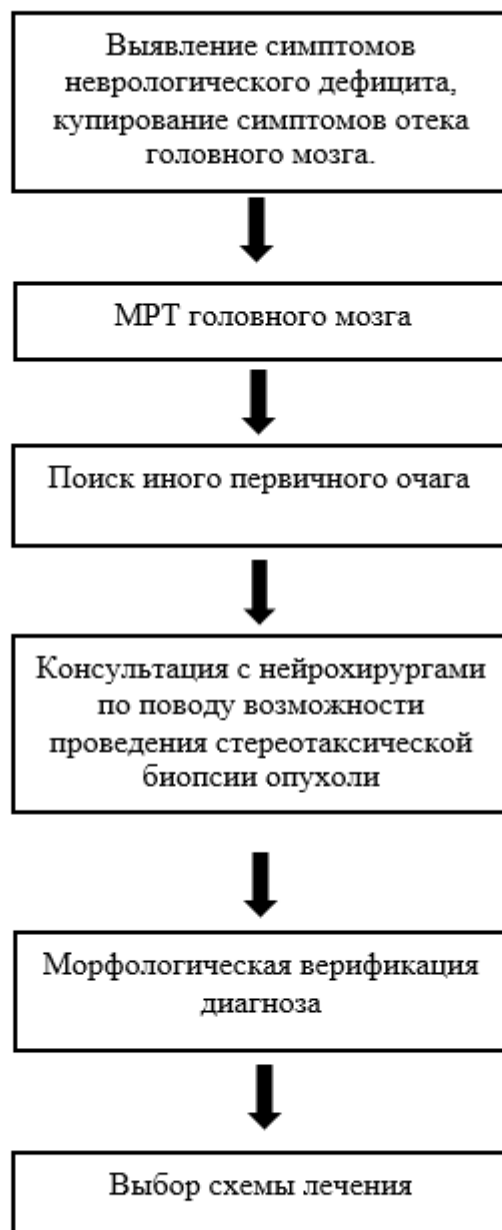 Выявление симптомов
неврологического дефицита,
купирование симптомов отека
головного мозга.
МРТ головного мозга
Поиск иного первичного очага
Консультация с нейрохирургами
по поводу возможности
проведения стереотаксической
биопсии опухоли
Морфологическая верификация
диагноза
Выбор схемы лечения